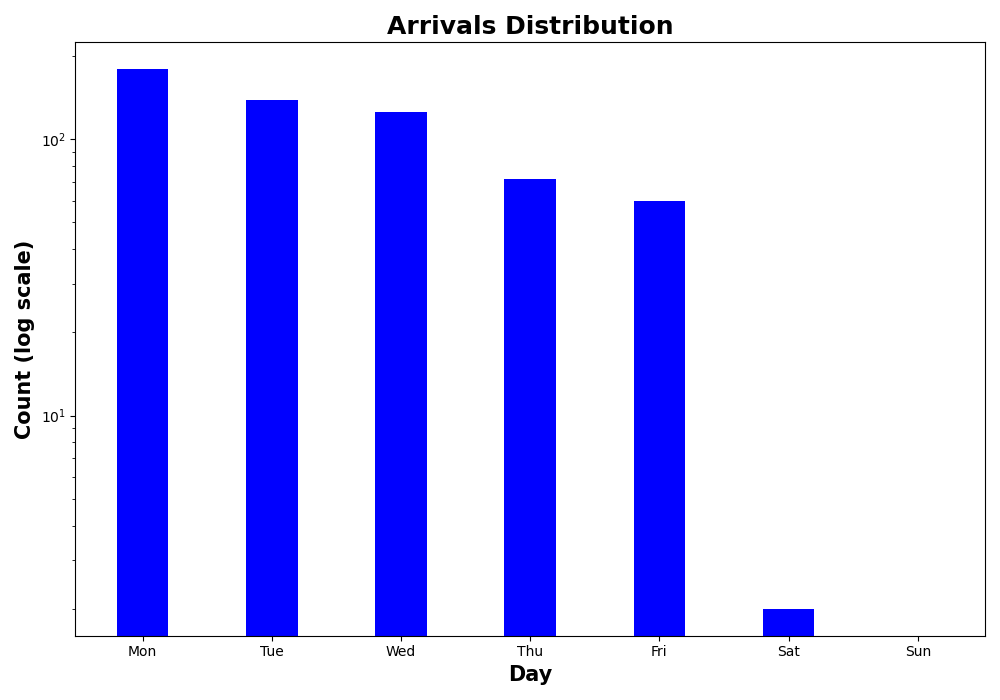 Arrivals Distribution
Count (log scale)
10²
10¹
Mon Tue Wed Thu Fri Sat Sun
Day